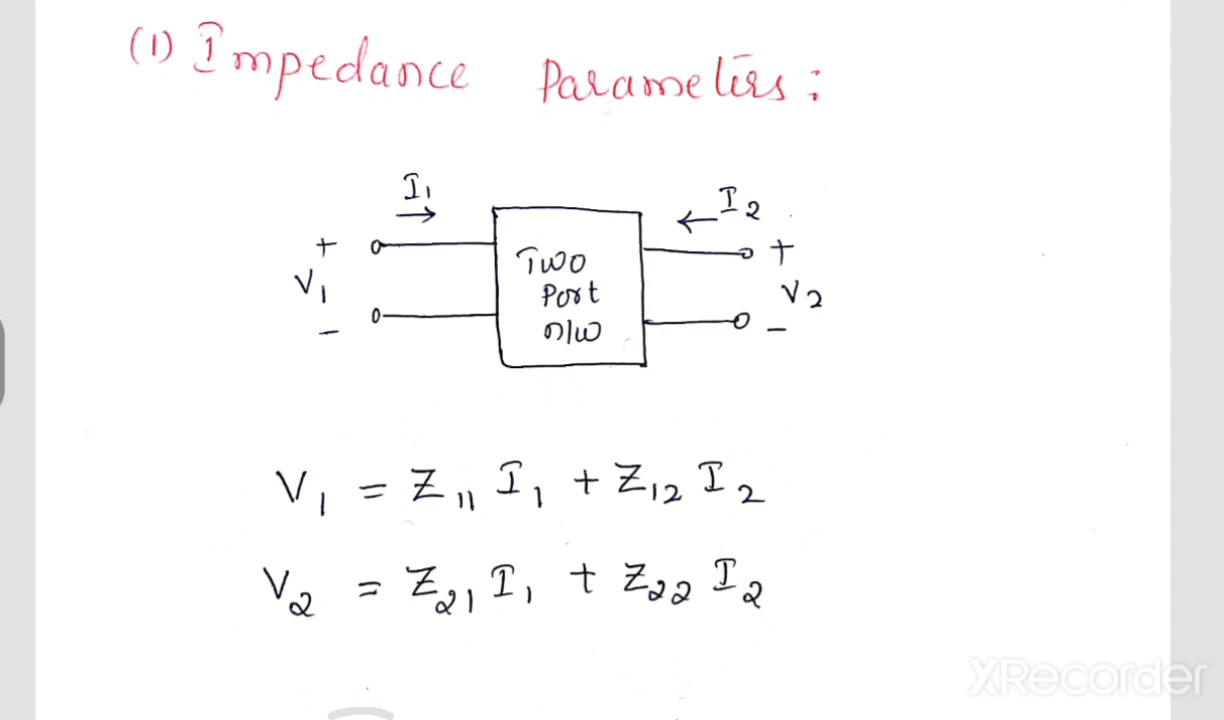 (1) Impedance Parameters:
I1
I2
+
+
V1
Two
Port
n/w
V2
-
-
V1 = Z11 I1 + Z12 I2
V2 = Z21 I1 + Z22 I2
XRecorder